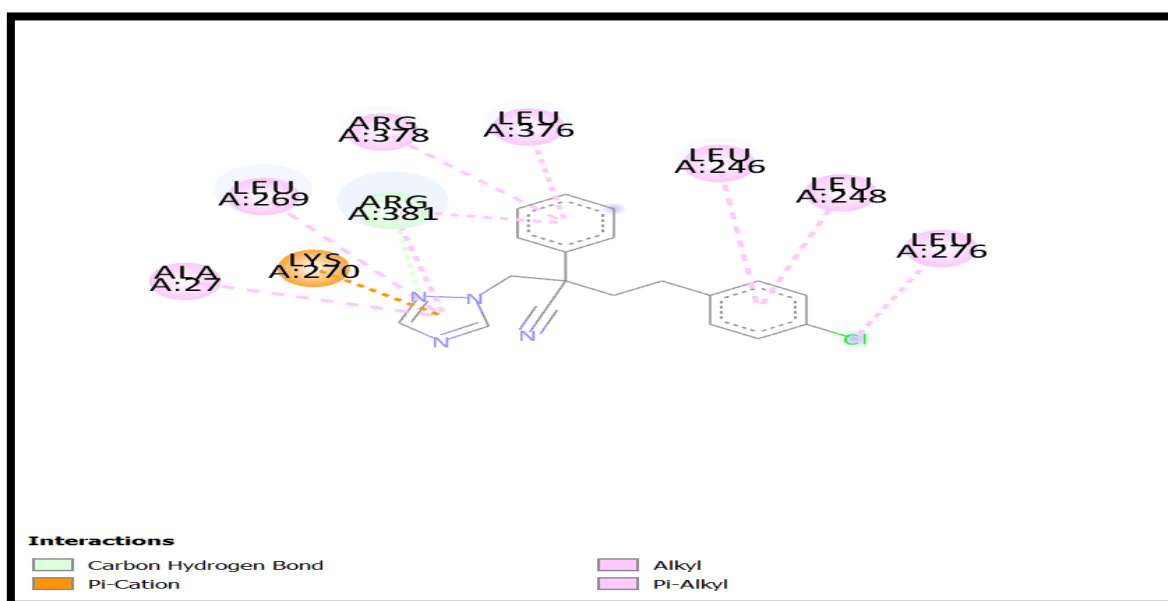 ARG
A:378
LEU
A:376
LEU
A:246
LEU
A:248
LEU
A:269
ARG
A:381
LEU
A:276
LYS
A:270
ALA
A:27
N
N
N
N
Cl
Interactions
Carbon Hydrogen Bond
Pi-Cation
Alkyl
Pi-Alkyl